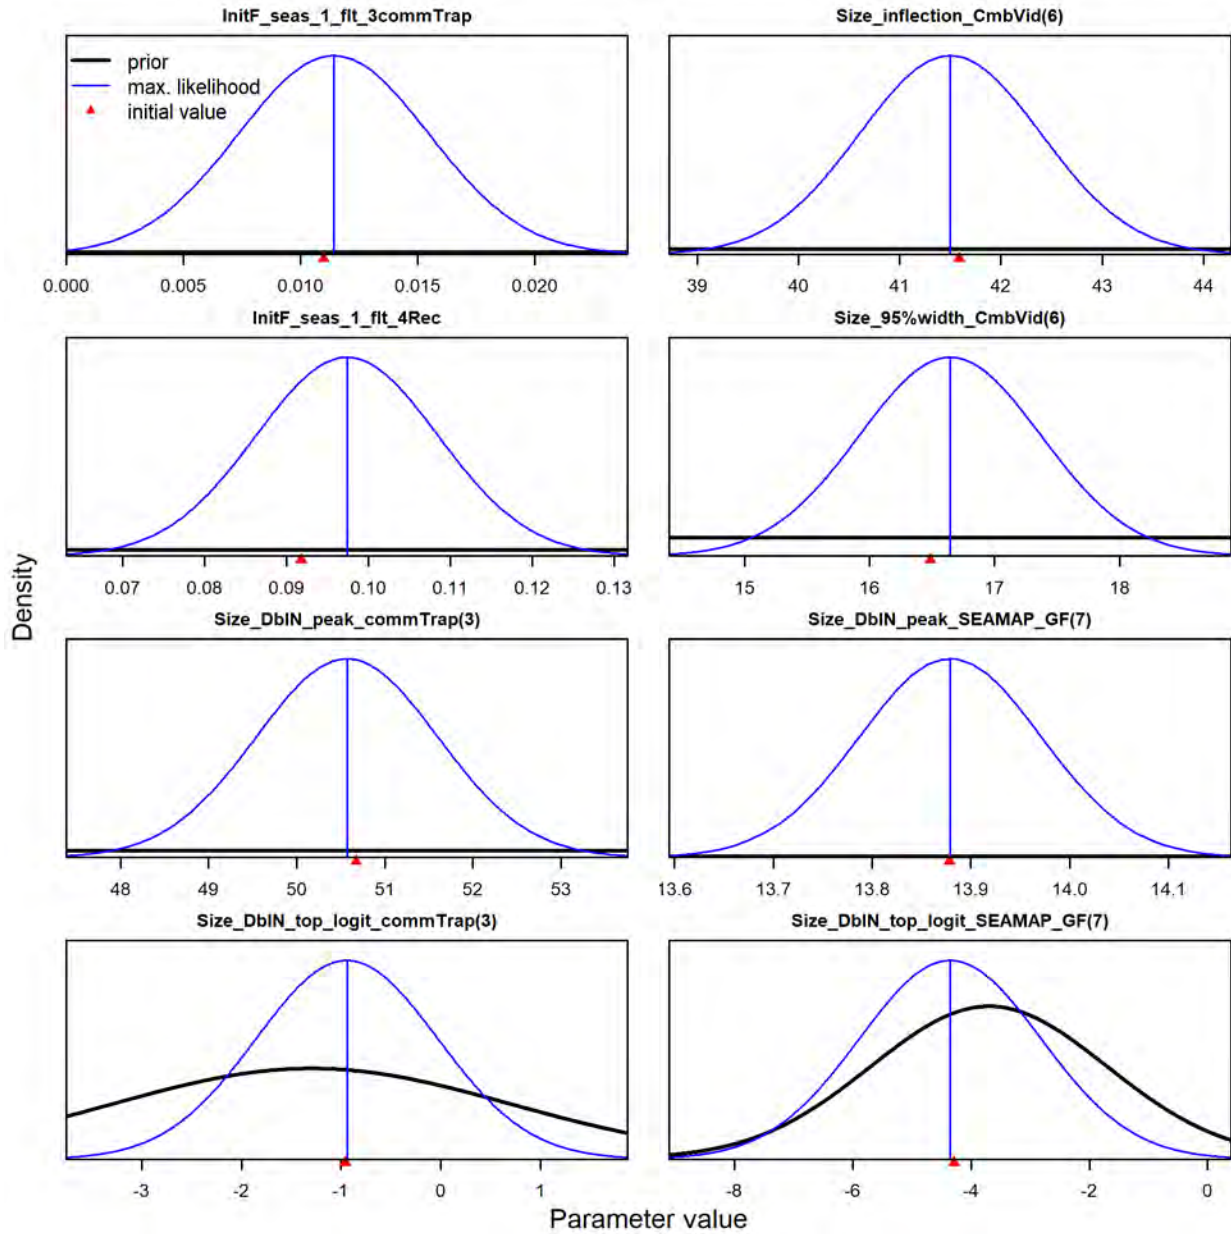 InitF_seas_1_flt_3commTrap
prior
max. likelihood
initial value
0.000 0.005 0.010 0.015 0.020
Size_inflection_CmbVid(6)
39 40 41 42 43 44
InitF_seas_1_flt_4Rec
0.07 0.08 0.09 0.10 0.11 0.12 0.13
Size_95%width_CmbVid(6)
15 16 17 18
Size_DblN_peak_commTrap(3)
48 49 50 51 52 53
Size_DblN_peak_SEAMAP_GF(7)
13.6 13.7 13.8 13.9 14.0 14.1
Size_DblN_top_logit_commTrap(3)
-3 -2 -1 0 1
Size_DblN_top_logit_SEAMAP_GF(7)
-8 -6 -4 -2 0
Density
Parameter value